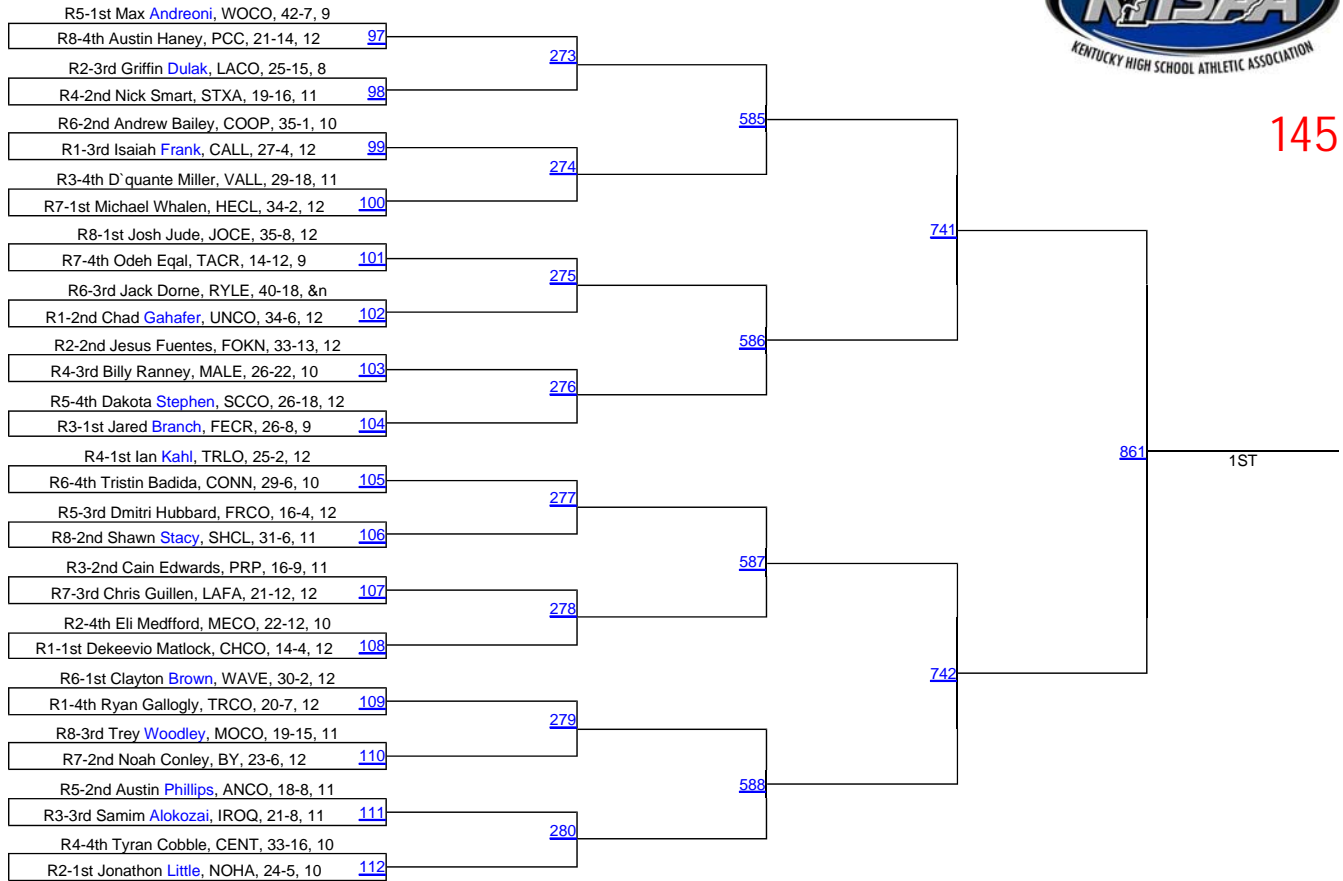 KHSAA
KENTUCKY HIGH SCHOOL ATHLETIC ASSOCIATION
145
R5-1st Max Andreoni, WOCO, 42-7, 9
R8-4th Austin Haney, PCC, 21-14, 12
97
273
R2-3rd Griffin Dulak, LACO, 25-15, 8
R4-2nd Nick Smart, STXA, 19-16, 11
98
585
R6-2nd Andrew Bailey, COOP, 35-1, 10
R1-3rd Isaiah Frank, CALL, 27-4, 12
99
274
R3-4th D`quante Miller, VALL, 29-18, 11
R7-1st Michael Whalen, HECL, 34-2, 12
100
741
R8-1st Josh Jude, JOCE, 35-8, 12
R7-4th Odeh Eqal, TACR, 14-12, 9
101
275
R6-3rd Jack Dorne, RYLE, 40-18, &n
R1-2nd Chad Gahafer, UNCO, 34-6, 12
102
586
R2-2nd Jesus Fuentes, FOKN, 33-13, 12
R4-3rd Billy Ranney, MALE, 26-22, 10
103
276
R5-4th Dakota Stephen, SCCO, 26-18, 12
R3-1st Jared Branch, FECR, 26-8, 9
104
861
1ST
R4-1st Ian Kahl, TRLO, 25-2, 12
R6-4th Tristin Badida, CONN, 29-6, 10
105
277
R5-3rd Dmitri Hubbard, FRCO, 16-4, 12
R8-2nd Shawn Stacy, SHCL, 31-6, 11
106
587
R3-2nd Cain Edwards, PRP, 16-9, 11
R7-3rd Chris Guillen, LAFA, 21-12, 12
107
278
R2-4th Eli Medfford, MECO, 22-12, 10
R1-1st Dekeevio Matlock, CHCO, 14-4, 12
108
742
R6-1st Clayton Brown, WAVE, 30-2, 12
R1-4th Ryan Gallogly, TRCO, 20-7, 12
109
279
R8-3rd Trey Woodley, MOCO, 19-15, 11
R7-2nd Noah Conley, BY, 23-6, 12
110
588
R5-2nd Austin Phillips, ANCO, 18-8, 11
R3-3rd Samim Alokozai, IROQ, 21-8, 11
111
280
R4-4th Tyran Cobble, CENT, 33-16, 10
R2-1st Jonathon Little, NOHA, 24-5, 10
112